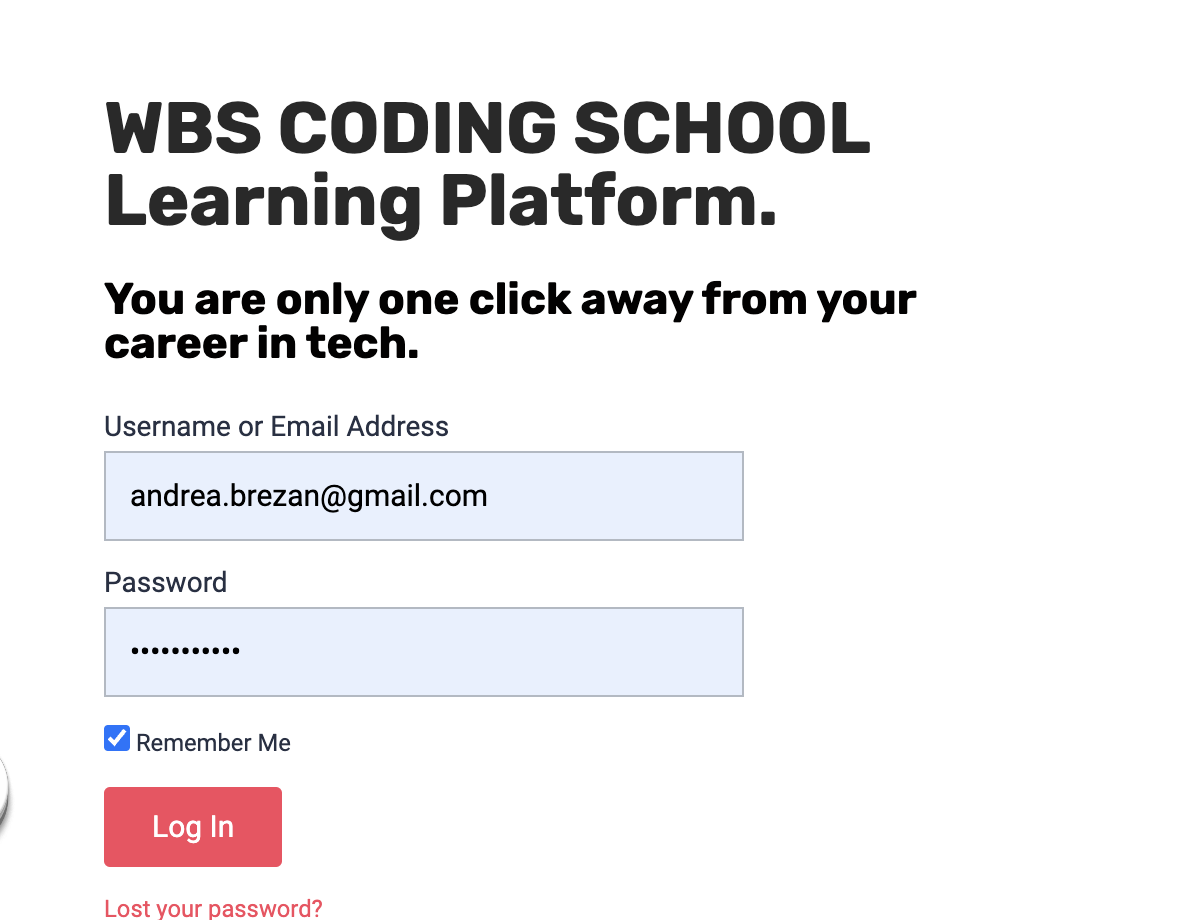 WBS CODING SCHOOL
Learning Platform.
You are only one click away from your
career in tech.
Username or Email Address
andrea.brezan@gmail.com
Password
•••••••••••
Remember Me
Log In
Lost your password?